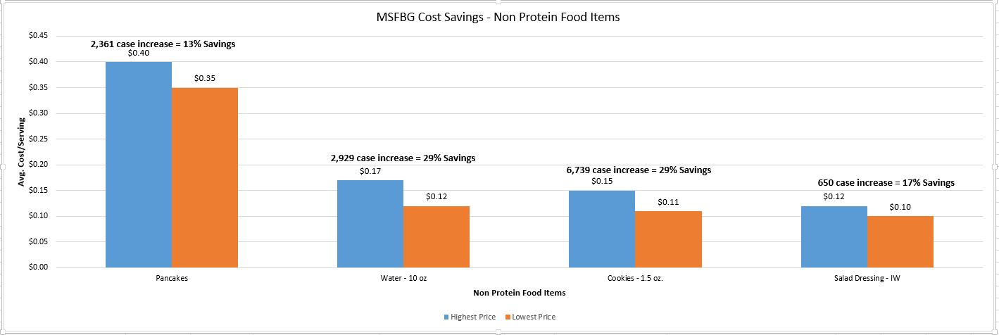 MSFBG Cost Savings - Non Protein Food Items
$0.45
$0.40
$0.35
$0.30
$0.25
$0.20
$0.15
$0.10
$0.05
$0.00
Avg. Cost/Serving
2,361 case increase = 13% Savings
$0.40
$0.35
2,929 case increase = 29% Savings
$0.17
$0.12
6,739 case increase = 29% Savings
$0.15
$0.11
650 case increase = 17% Savings
$0.12
$0.10
Pancakes
Water - 10 oz
Cookies - 1.5 oz.
Salad Dressing - IW
Non Protein Food Items
Highest Price
Lowest Price